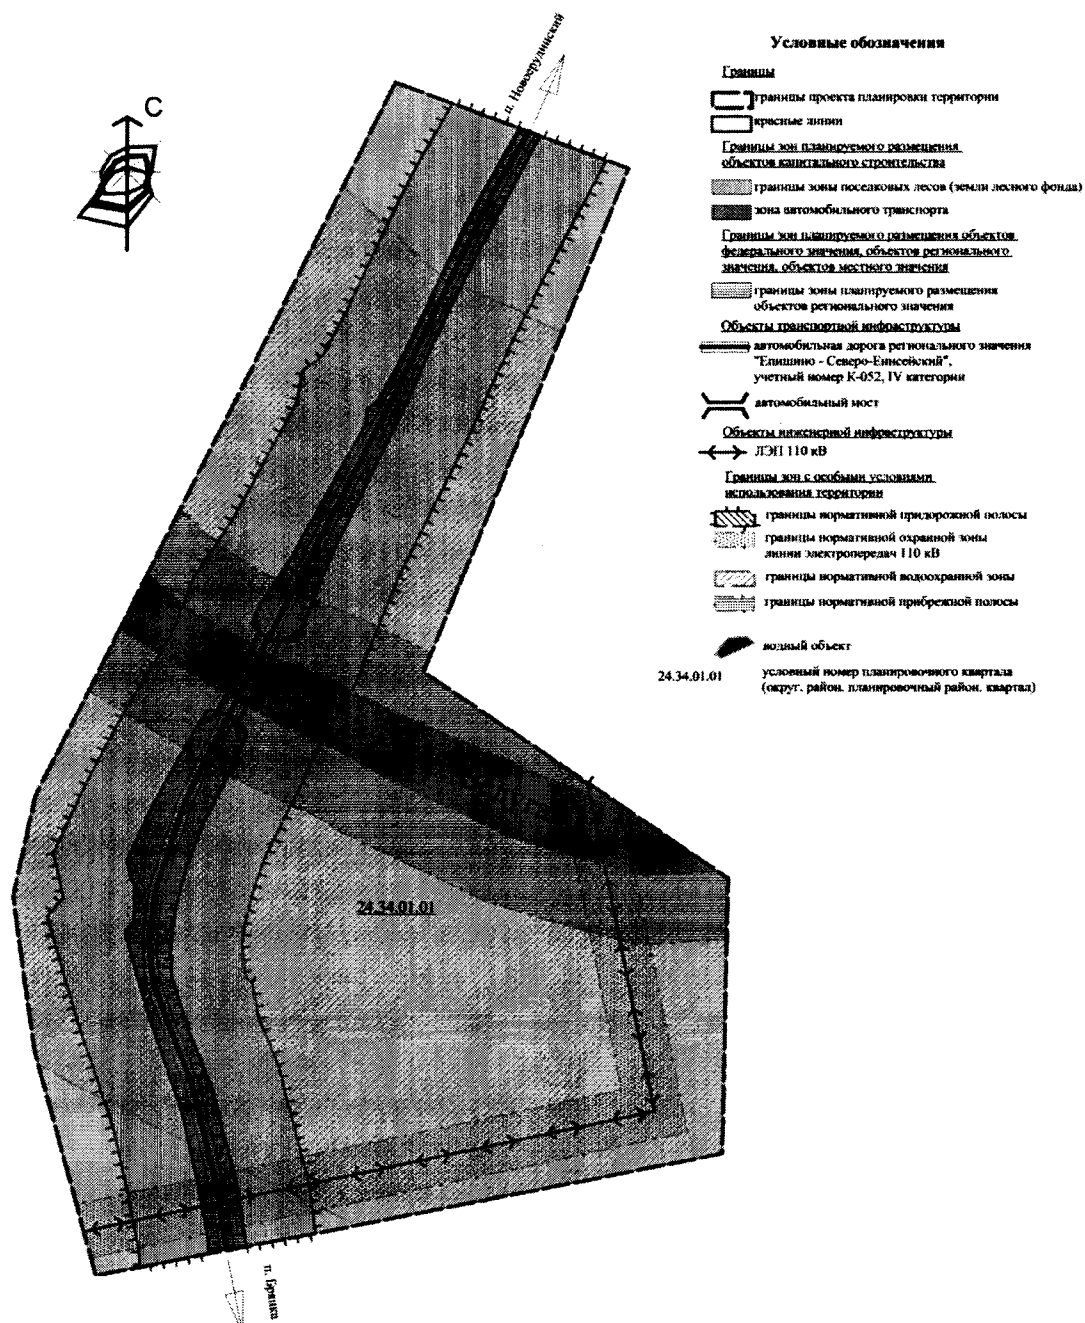 п. Новоерудинский
С
Условные обозначения
Границы
границы проекта планировки территории
красные линии
Границы зон планируемого размещения
объектов капитального строительства
границы зоны поселковых лесов (земли лесного фонда)
зона автомобильного транспорта
Границы зон планируемого размещения объектов
федерального значения, объектов регионального
значения, объектов местного значения
границы зоны планируемого размещения
объектов регионального значения
Объекты транспортной инфраструктуры
автомобильная дорога регионального значения
"Епишино - Северо-Енисейский",
учетный номер К-052, IV категории
автомобильный мост
Объекты инженерной инфраструктуры
ЛЭП 110 кВ
Границы зон с особыми условиями
использования территории
границы нормативной придорожной полосы
границы нормативной охранной зоны
линии электропередач 110 кВ
границы нормативной водоохранной зоны
границы нормативной прибрежной полосы
водный объект
24.34.01.01 условный номер планировочного квартала
(округ. район. планировочный район. квартал)
24.34.01.01
п. Брянка